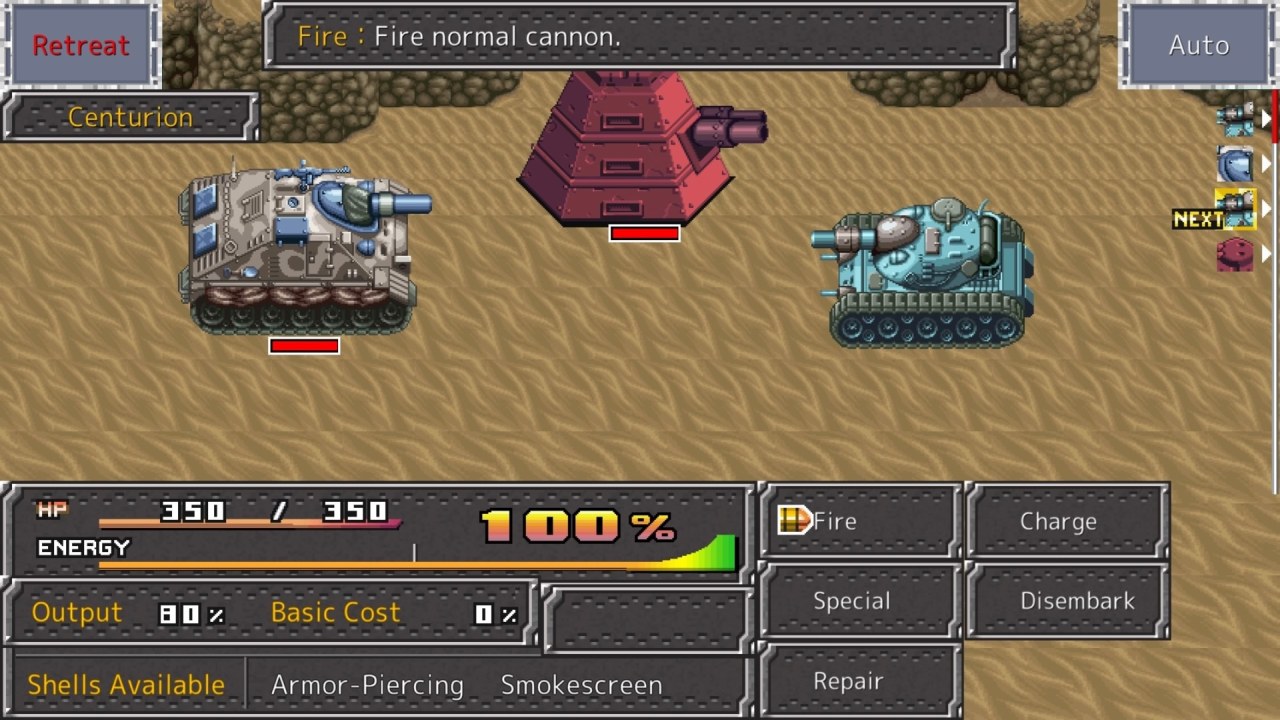 Retreat
Fire : Fire normal cannon.
Auto
Centurion
NEXT
HP 350 / 350
100%
ENERGY
Output 80% Basic Cost 0%
Shells Available Armor-Piercing Smokescreen
Fire Charge
Special Disembark
Repair